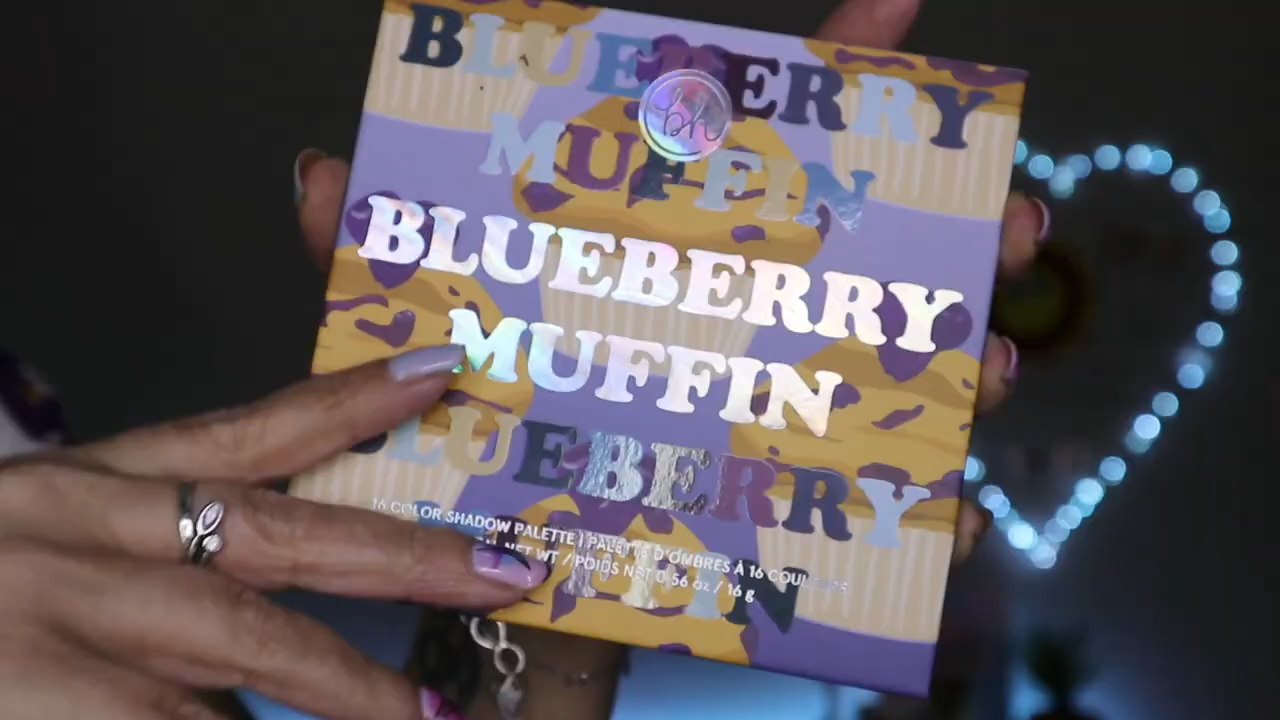 BLUEBERRY
bh
MUFFIN
BLUEBERRY
MUFFIN
BLUEBERRY
16 COLOR SHADOW PALETTE | PALETTE D'OMBRES À 16
NET WT / POIDS NET 0.56 oz / 16 g
MUFFIN